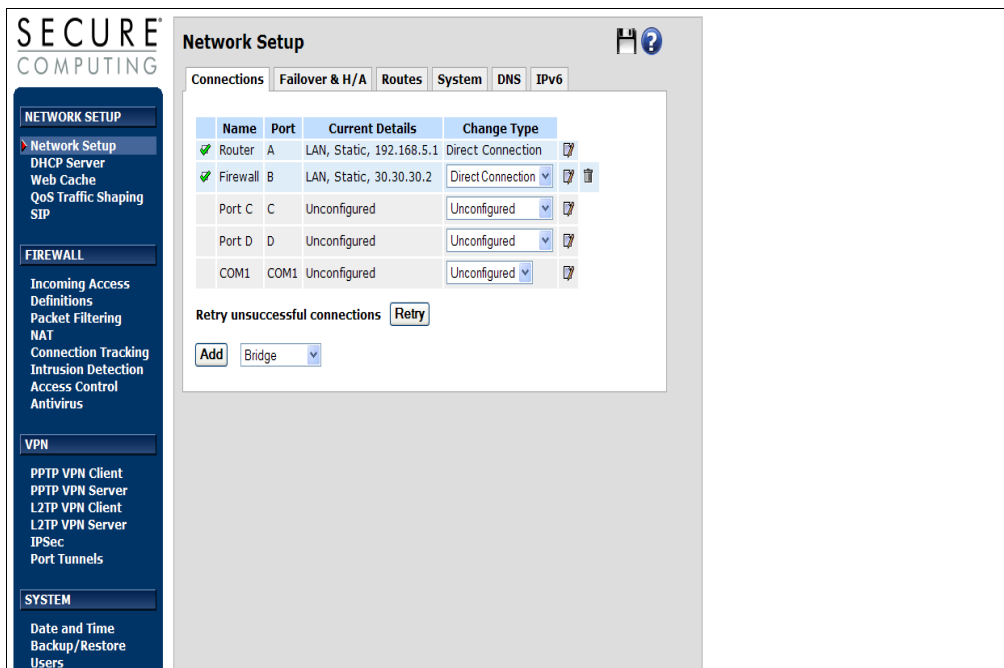 SECURE
COMPUTING
NETWORK SETUP
Network Setup
DHCP Server
Web Cache
QoS Traffic Shaping
SIP
FIREWALL
Incoming Access
Definitions
Packet Filtering
NAT
Connection Tracking
Intrusion Detection
Access Control
Antivirus
VPN
PPTP VPN Client
PPTP VPN Server
L2TP VPN Client
L2TP VPN Server
IPSec
Port Tunnels
SYSTEM
Date and Time
Backup/Restore
Users
Network Setup ?
Connections Failover & H/A Routes System DNS IPv6
Name Port Current Details Change Type
Router A LAN, Static, 192.168.5.1 Direct Connection
Firewall B LAN, Static, 30.30.30.2 Direct Connection
Port C C Unconfigured Unconfigured
Port D D Unconfigured Unconfigured
COM1 COM1 Unconfigured Unconfigured
Retry unsuccessful connections Retry
Add Bridge